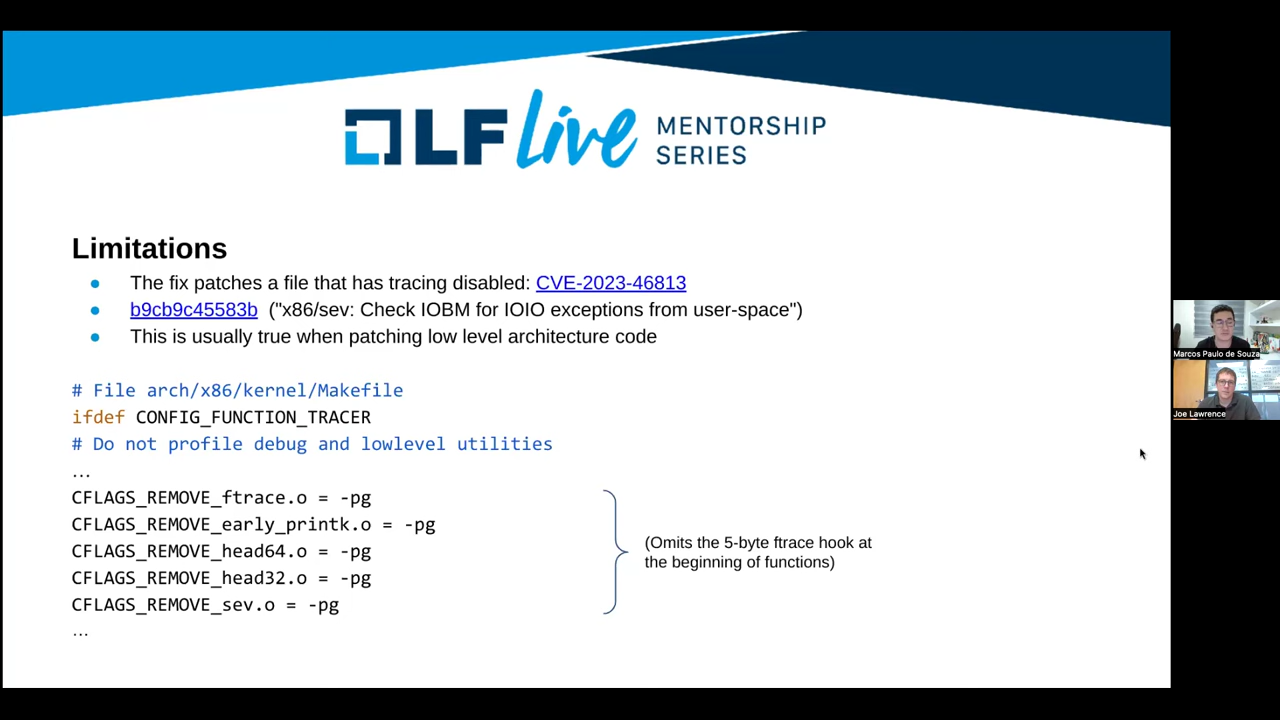 LF live MENTORSHIP
SERIES
Limitations
● The fix patches a file that has tracing disabled: CVE-2023-46813
● b9cb9c45583b ("x86/sev: Check IOBM for IOIO exceptions from user-space")
● This is usually true when patching low level architecture code
# File arch/x86/kernel/Makefile
ifdef CONFIG_FUNCTION_TRACER
# Do not profile debug and lowlevel utilities
…
CFLAGS_REMOVE_ftrace.o = -pg
CFLAGS_REMOVE_early_printk.o = -pg
CFLAGS_REMOVE_head64.o = -pg
CFLAGS_REMOVE_head32.o = -pg
CFLAGS_REMOVE_sev.o = -pg
…
(Omits the 5-byte ftrace hook at
the beginning of functions)
Marcos Paulo de Souza
Joe Lawrence